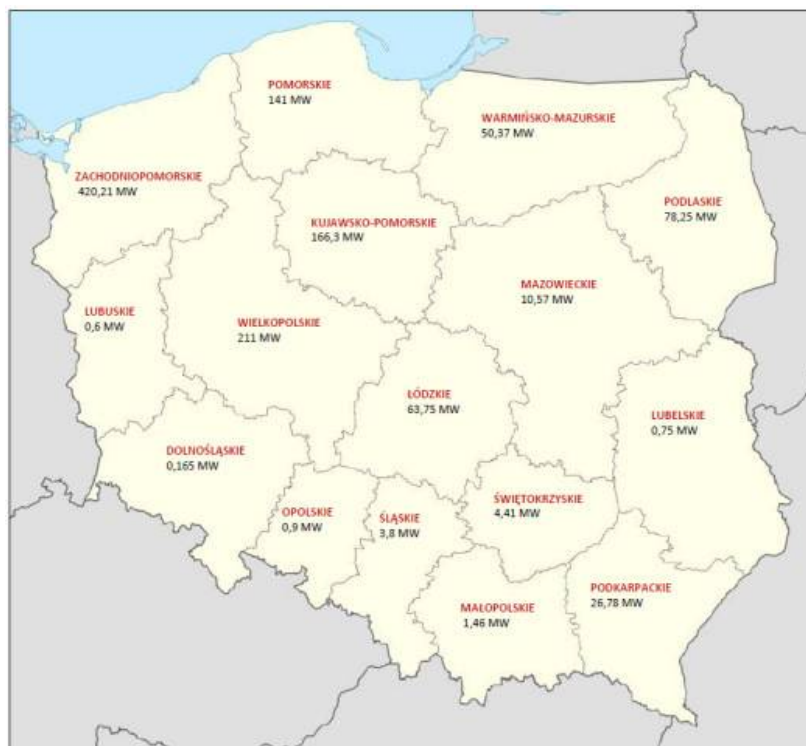 POMORSKIE
141 MW
WARMIŃSKO-MAZURSKIE
50,37 MW
ZACHODNIOPOMORSKIE
420,21 MW
PODLASKIE
78,25 MW
KUJAWSKO-POMORSKIE
166,3 MW
MAZOWIECKIE
10,57 MW
LUBUSKIE
0,6 MW
WIELKOPOLSKIE
211 MW
ŁÓDZKIE
63,75 MW
LUBELSKIE
0,75 MW
DOLNOŚLĄSKIE
0,165 MW
OPOLSKIE
0,9 MW
ŚLĄSKIE
3,8 MW
ŚWIĘTOKRZYSKIE
4,41 MW
PODKARPACKIE
26,78 MW
MAŁOPOLSKIE
1,46 MW